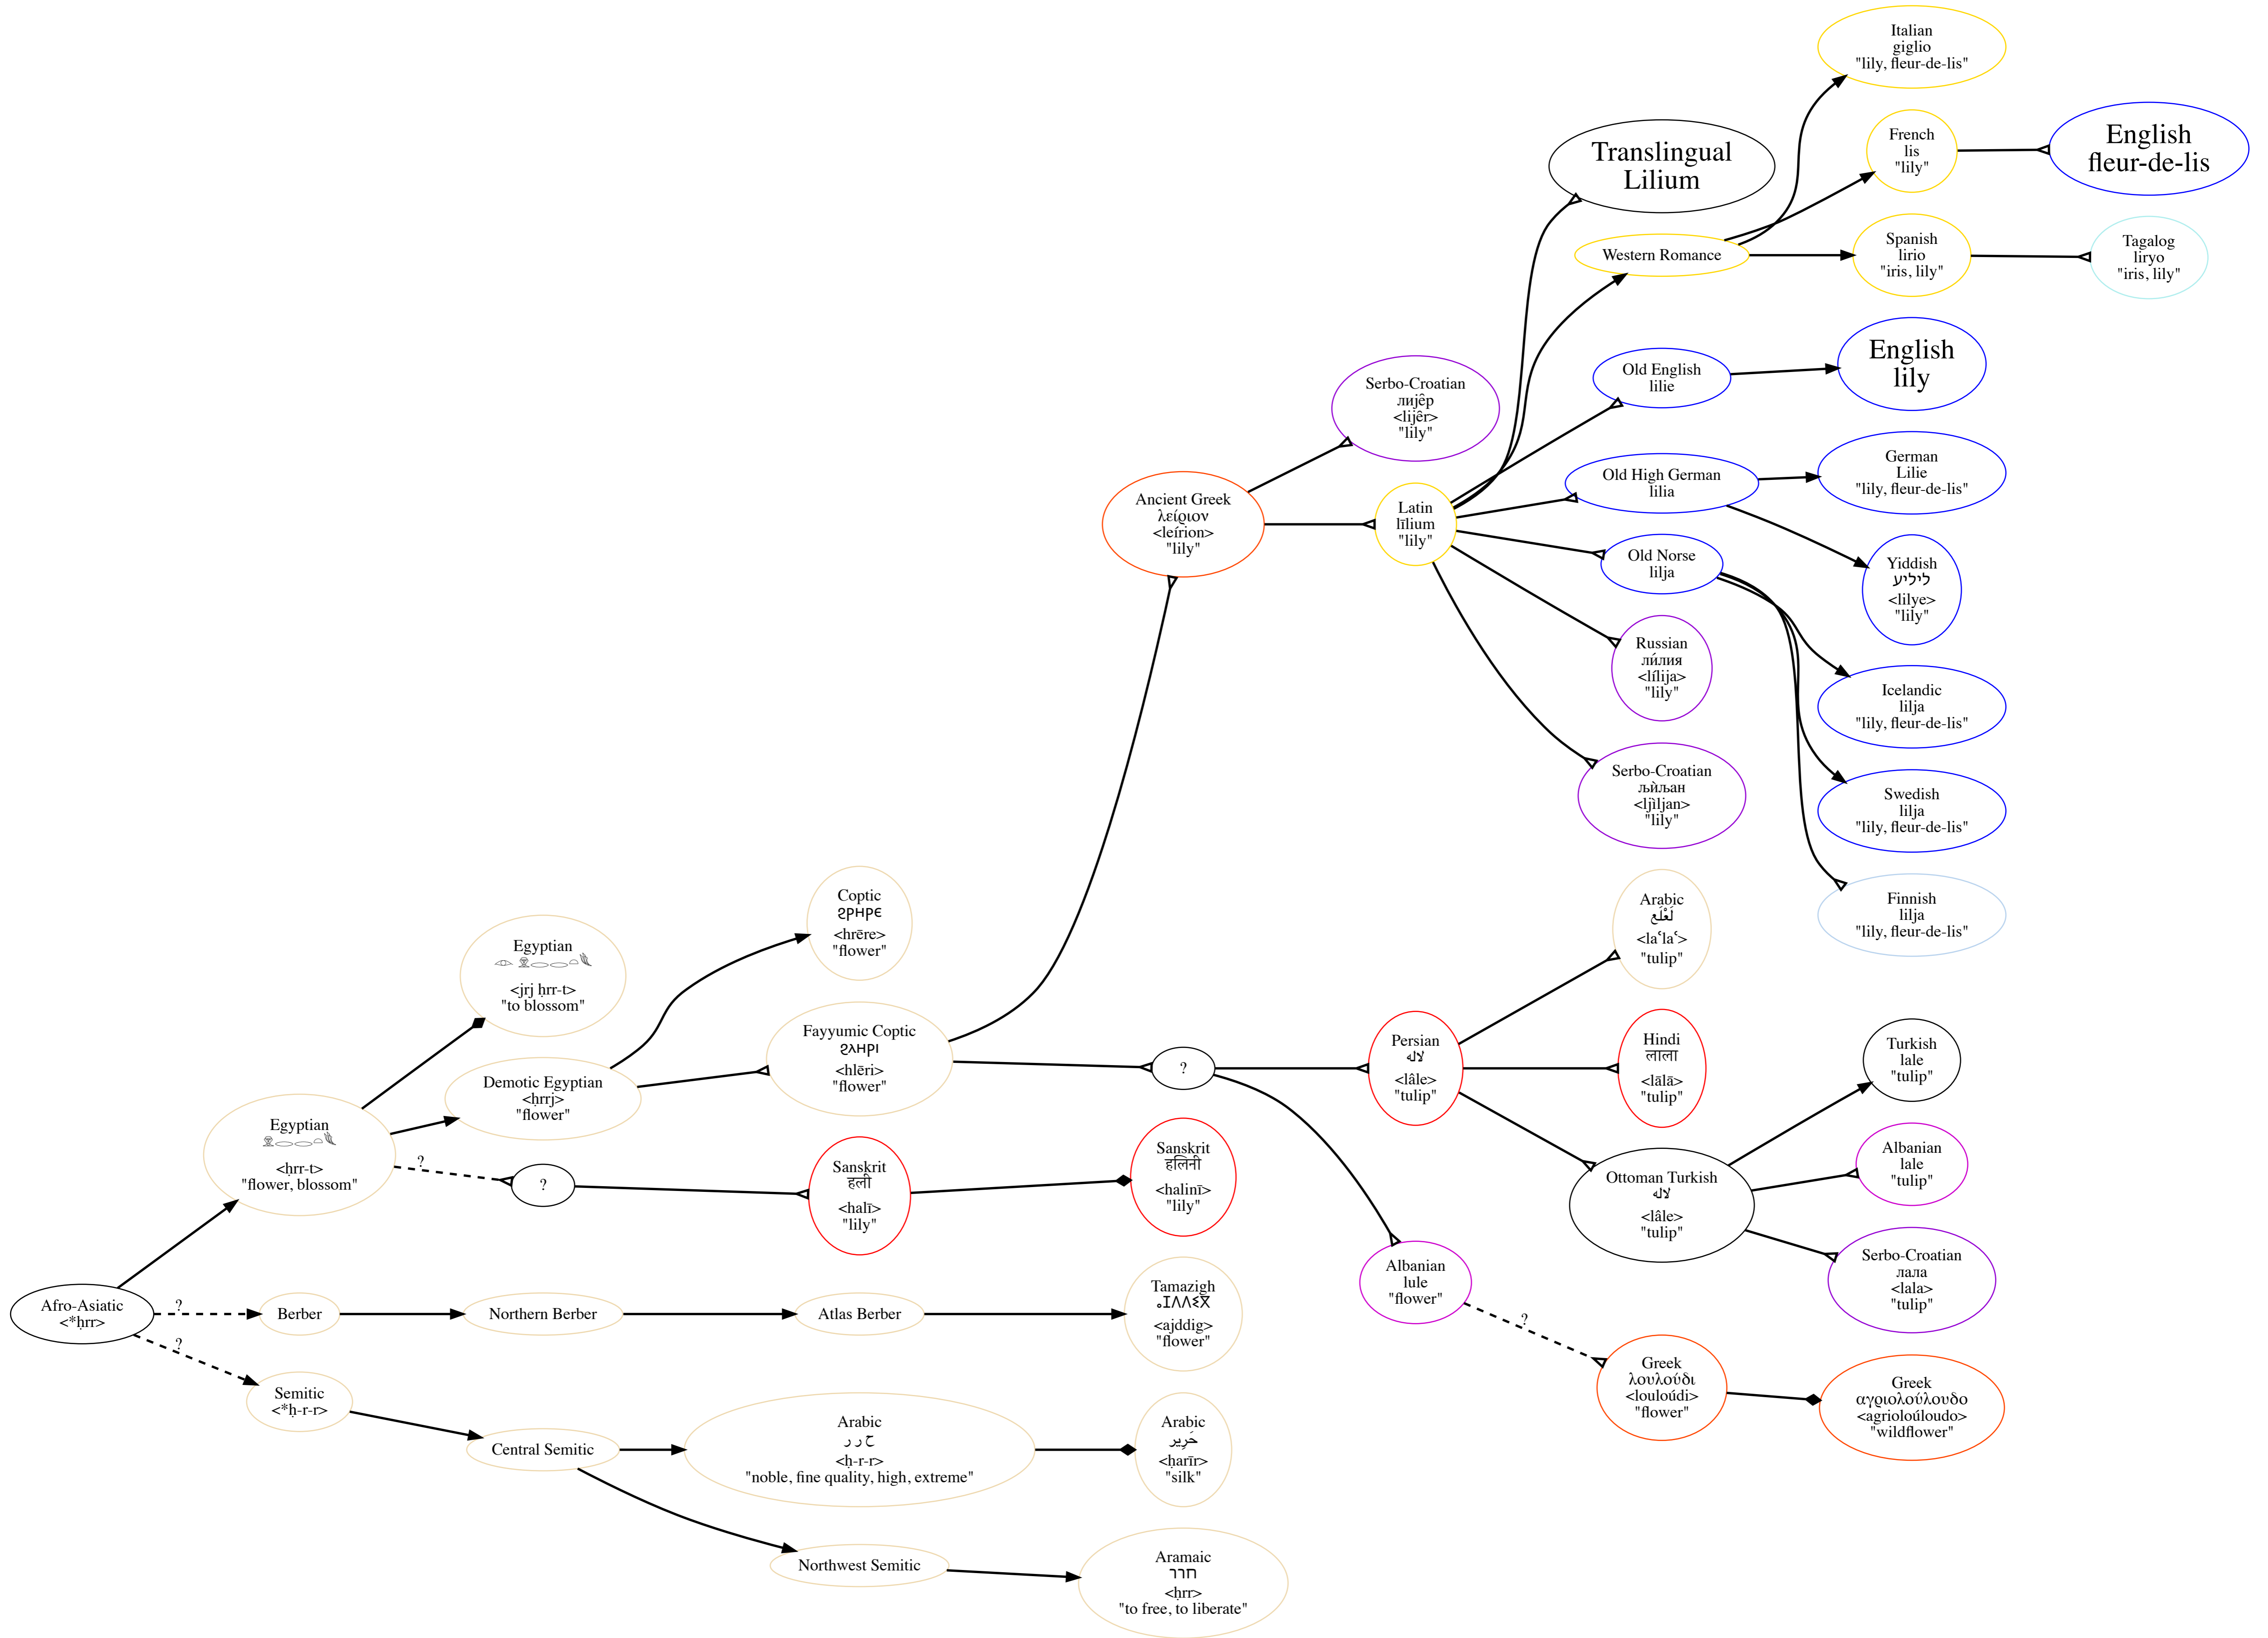 Italian
giglio
"lily, fleur-de-lis"
French
lis
"lily"
English
fleur-de-lis
Translingual
Lilium
Western Romance
Spanish
lirio
"iris, lily"
Tagalog
liryo
"iris, lily"
Old English
lilie
English
lily
Serbo-Croatian
лије̑р
<lijȇr>
"lily"
Ancient Greek
λείριον
<leírion>
"lily"
Latin
līlium
"lily"
Old High German
lilia
German
Lilie
"lily, fleur-de-lis"
Yiddish
ליליע
<lilye>
"lily"
Old Norse
lilja
Icelandic
lilja
"lily, fleur-de-lis"
Swedish
lilja
"lily, fleur-de-lis"
Finnish
lilja
"lily, fleur-de-lis"
Russian
ли́лия
<lílija>
"lily"
Serbo-Croatian
љѝљан
<ljìljan>
"lily"
Coptic
ϩⲣⲏⲣⲉ
<hrēre>
"flower"
Egyptian
𓁹 𓁷𓂋𓂋𓏏𓆰
<jrj ḥrr-t>
"to blossom"
Fayyumic Coptic
ϩⲗⲏⲣⲓ
<hlēri>
"flower"
Demotic Egyptian
<ḥrrj>
"flower"
Egyptian
𓁷𓂋𓂋𓏏𓆰
<ḥrr-t>
"flower, blossom"
?
?
Sanskrit
हली
<halī>
"lily"
Sanskrit
हलिनी
<halinī>
"lily"
?
Persian
لاله
<lâle>
"tulip"
Arabic
لَعْلَع
<laʿlaʿ>
"tulip"
Hindi
लाला
<lālā>
"tulip"
Ottoman Turkish
لاله
<lâle>
"tulip"
Turkish
lale
"tulip"
Albanian
lale
"tulip"
Serbo-Croatian
лала
<lala>
"tulip"
Albanian
lule
"flower"
?
Greek
λουλούδι
<louloúdi>
"flower"
Greek
αγριολούλουδο
<agrioloúloudo>
"wildflower"
Afro-Asiatic
<*ḥrr>
?
Berber
Northern Berber
Atlas Berber
Tamazigh
ⴰⵊⴷⴷⵉⴳ
<ajddig>
"flower"
?
Semitic
<*ḥ-r-r>
Central Semitic
Arabic
ح ر ر
<ḥ-r-r>
"noble, fine quality, high, extreme"
Arabic
حَرِير
<ḥarīr>
"silk"
Northwest Semitic
Aramaic
חרר
<ḥrr>
"to free, to liberate"